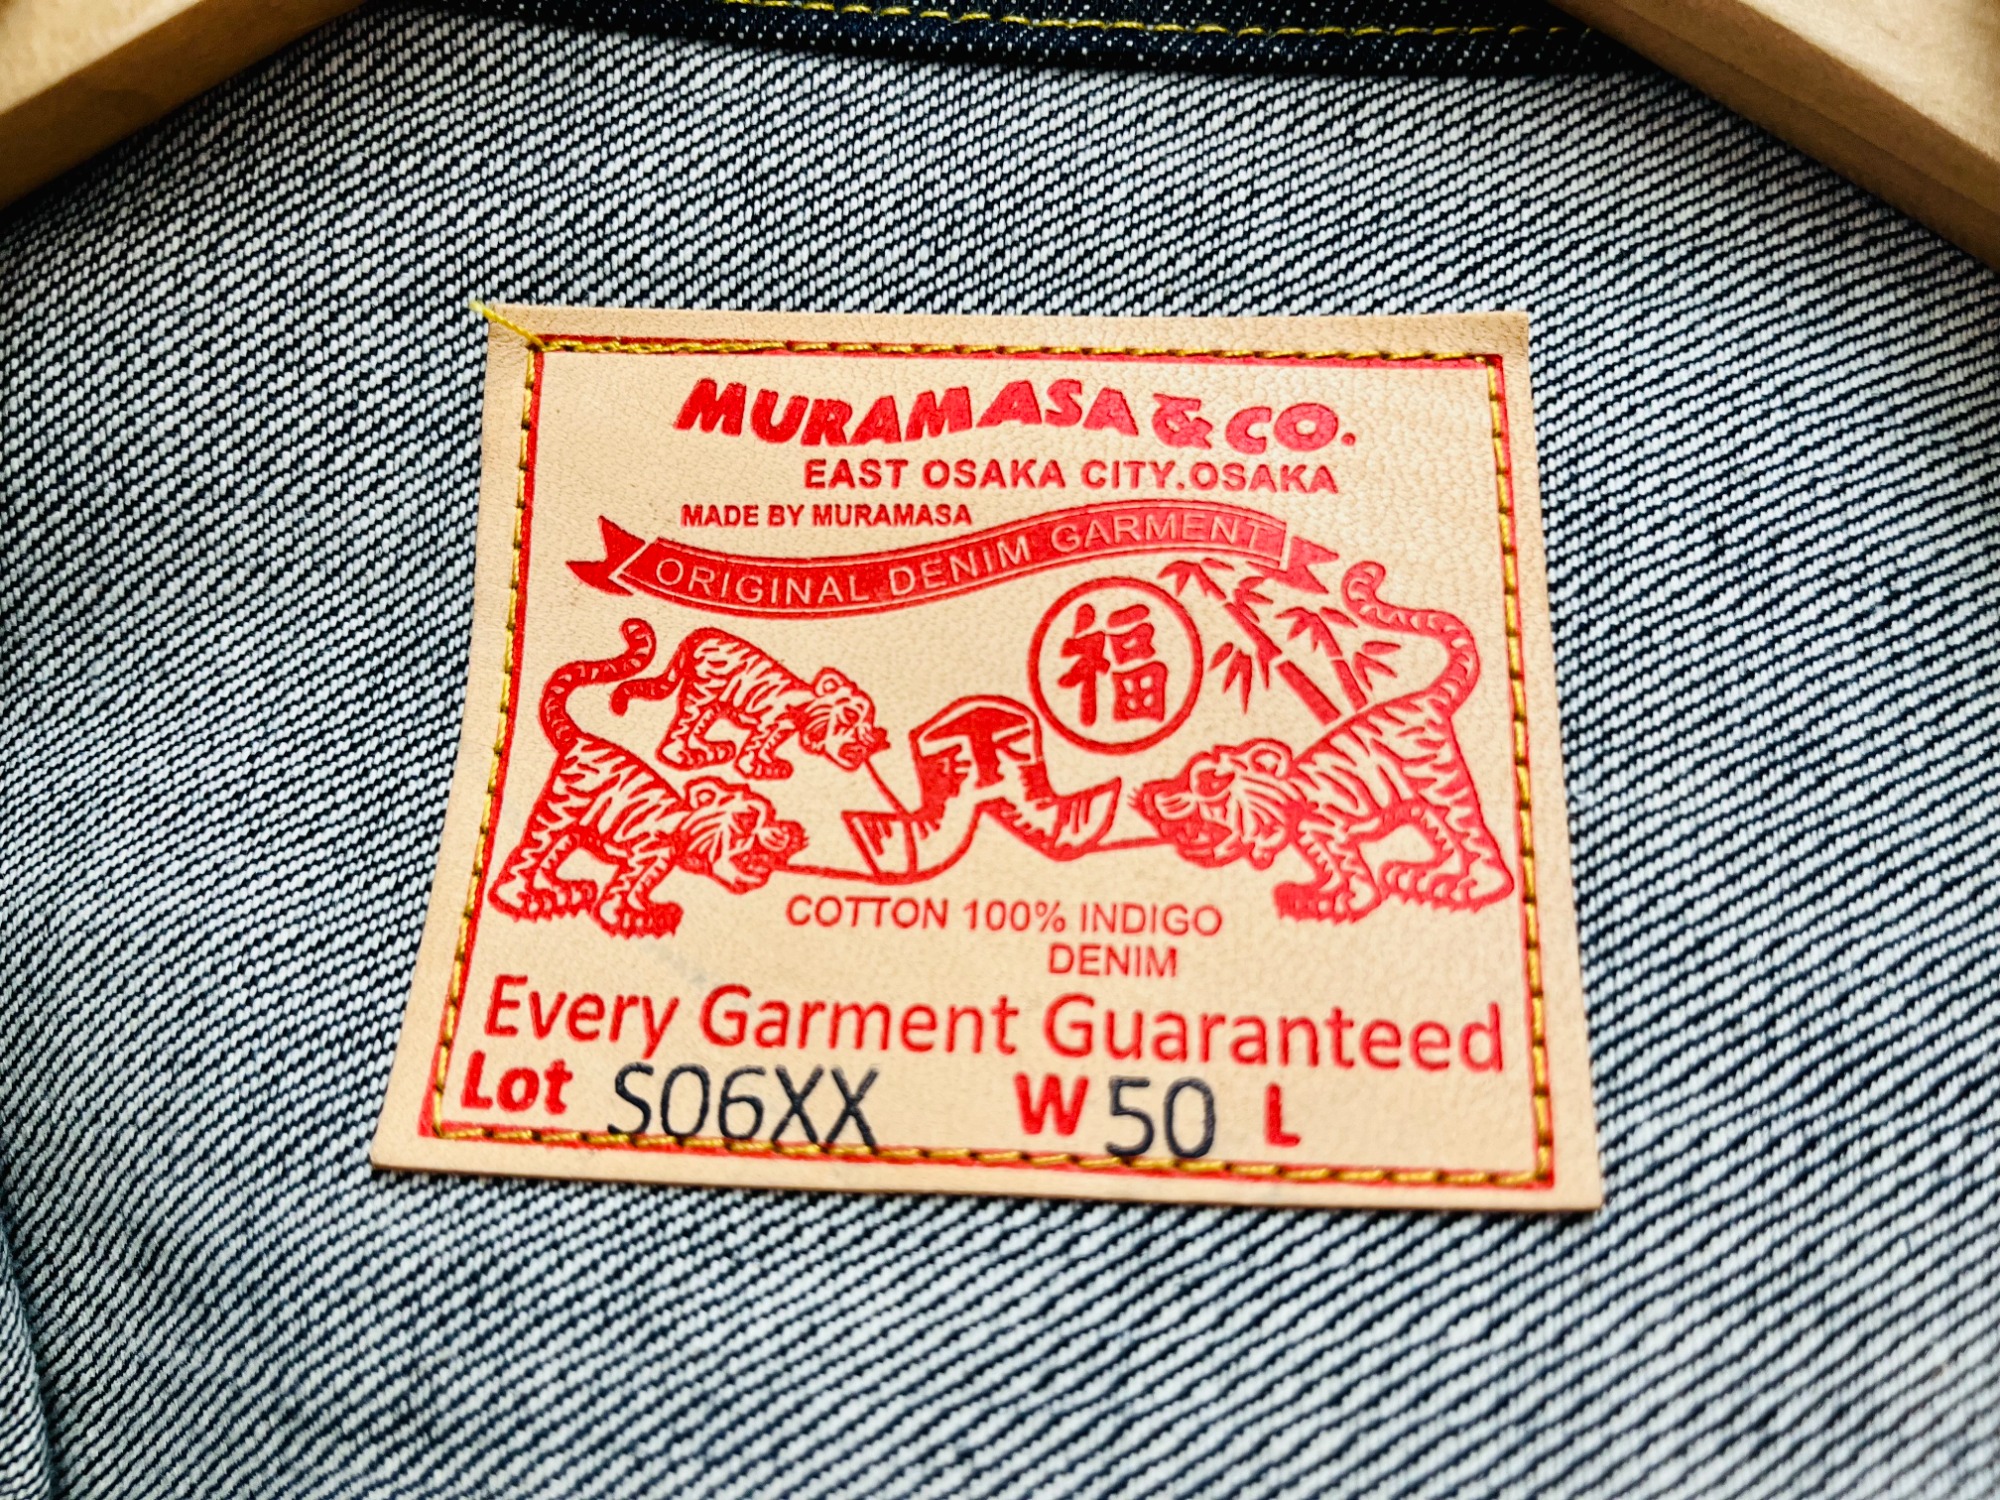 MURAMASA & CO.
EAST OSAKA CITY.OSAKA
MADE BY MURAMASA
ORIGINAL DENIM GARMENT
福
COTTON 100% INDIGO
DENIM
Every Garment Guaranteed
Lot S06XX W 50 L